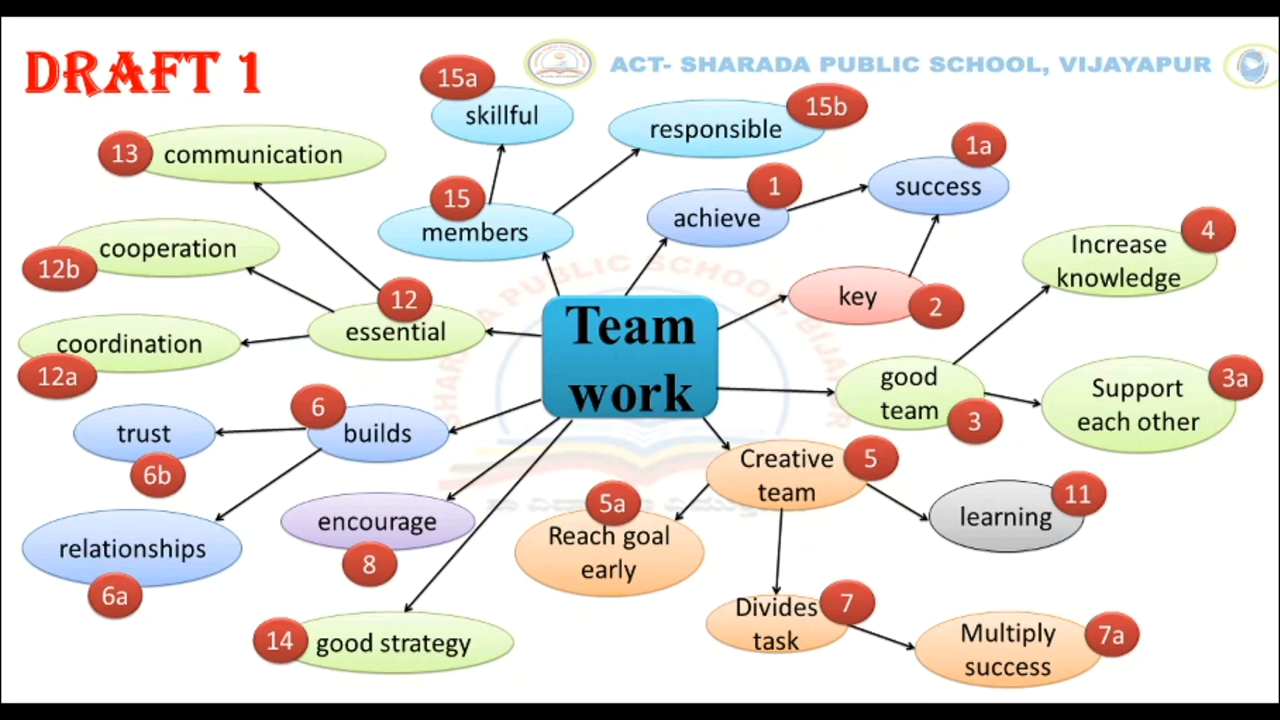 DRAFT 1
ACT- SHARADA PUBLIC SCHOOL, VIJAYAPUR
15a
skillful
15b
responsible
13
communication
1a
success
15
members
1
achieve
4
Increase
knowledge
12b
cooperation
12
essential
key
2
Team
work
coordination
12a
good
team
3
3a
Support
each other
6
builds
trust
6b
Creative
team
5
11
learning
encourage
8
5a
Reach goal
early
relationships
6a
Divides
task
7
14
good strategy
Multiply
success
7a